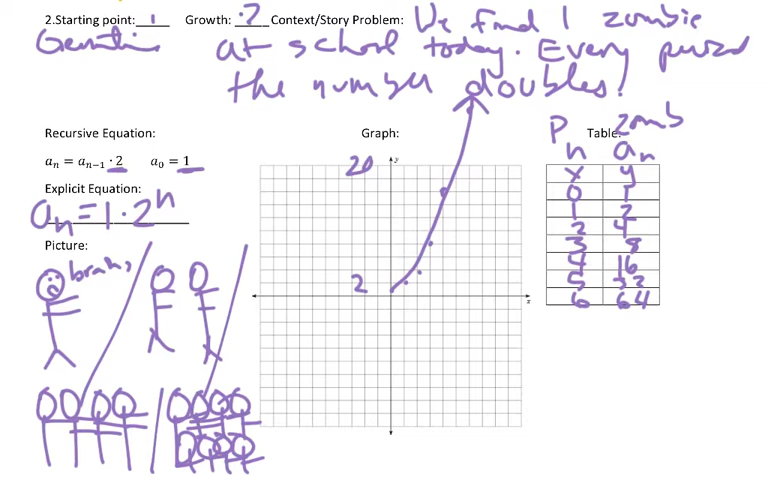 2.Starting point: 1 Growth: ·2 Context/Story Problem: We find 1 zombie
at school today. Every period
the number doubles!
Recursive Equation:
aₙ = aₙ₋₁ · 2 a₀ = 1
Explicit Equation:
aₙ = 1 · 2ⁿ
Picture:
brains
Graph:
20
y
2
x
Table:
P Zomb
n aₙ
x y
0 1
1 2
2 4
3 8
4 16
5 32
6 64